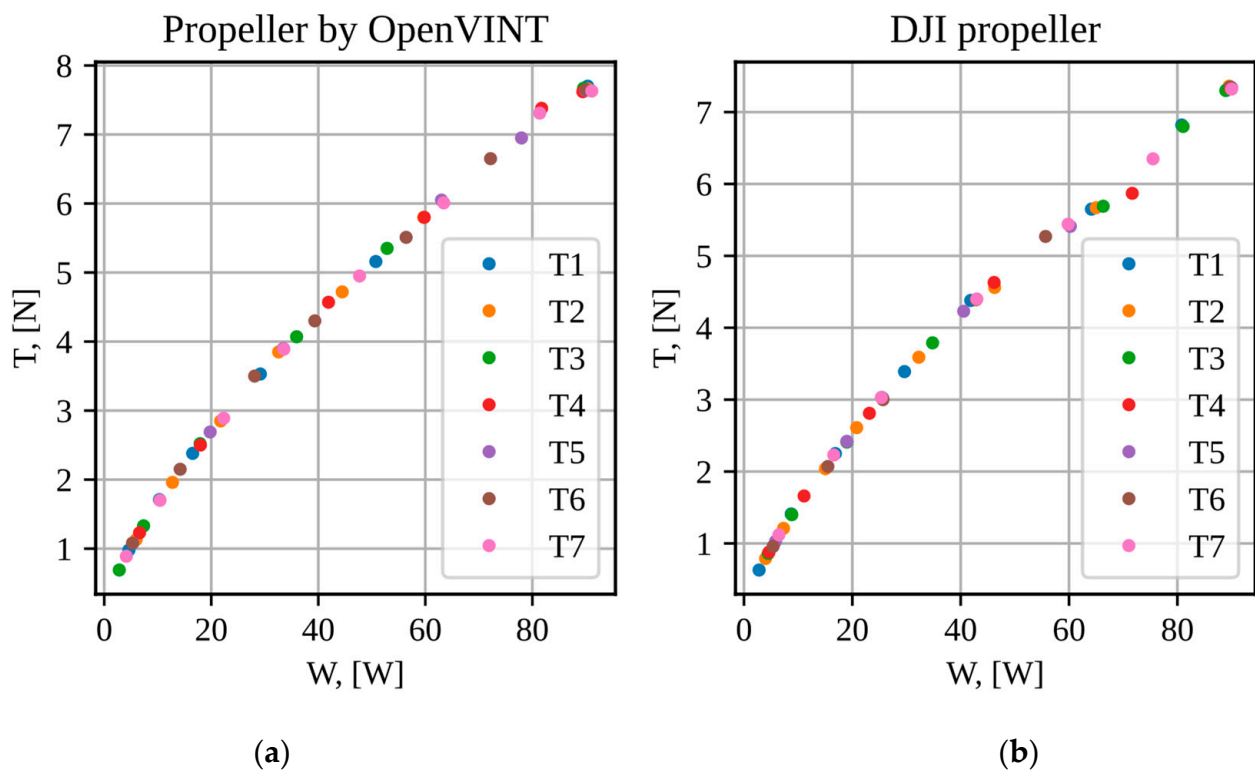 Propeller by OpenVINT
8
7
6
5
4
3
2
1
T, [N]
0 20 40 60 80
W, [W]
T1
T2
T3
T4
T5
T6
T7
(a)
DJI propeller
7
6
5
4
3
2
1
T, [N]
0 20 40 60 80
W, [W]
T1
T2
T3
T4
T5
T6
T7
(b)